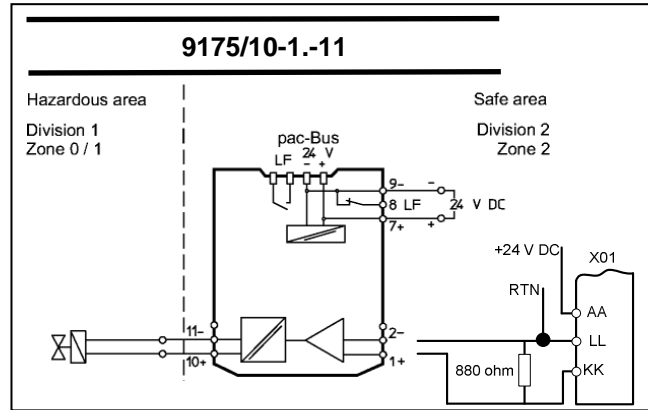 9175/10-1.-11
Hazardous area
Safe area
Division 1
Zone 0 / 1
Division 2
Zone 2
pac-Bus
LF 24 V
- +
9-
-
8 LF
24 V DC
7+
+
+24 V DC
X01
RTN
AA
11-
2-
LL
10+
1+
880 ohm
KK